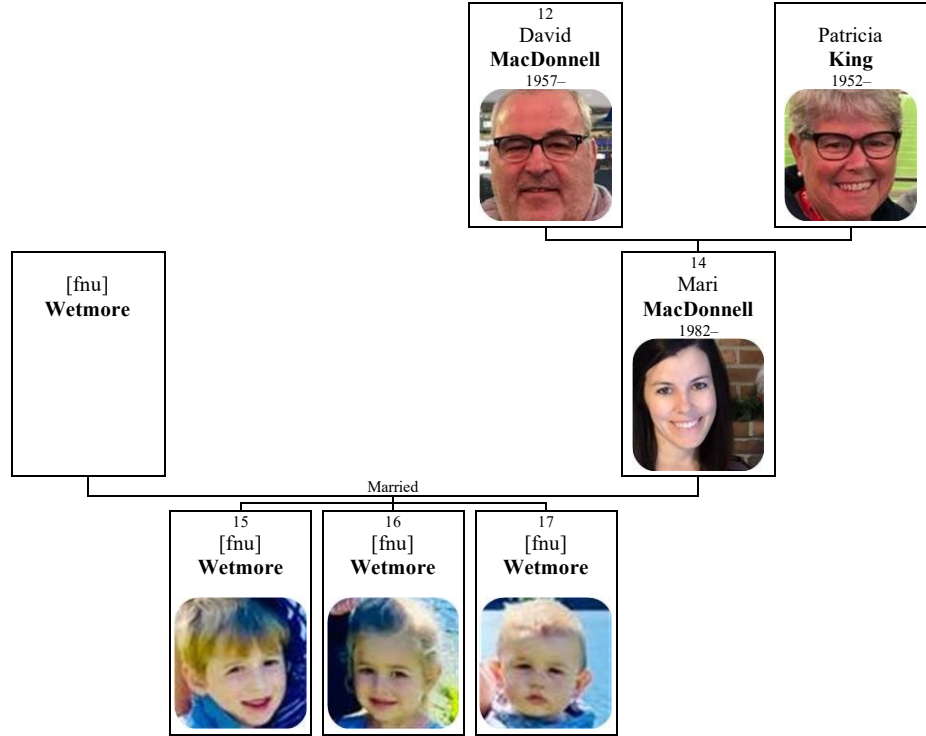 12
David
MacDonnell
1957–
Patricia
King
1952–
[fnu]
Wetmore
14
Mari
MacDonnell
1982–
Married
15
[fnu]
Wetmore
16
[fnu]
Wetmore
17
[fnu]
Wetmore